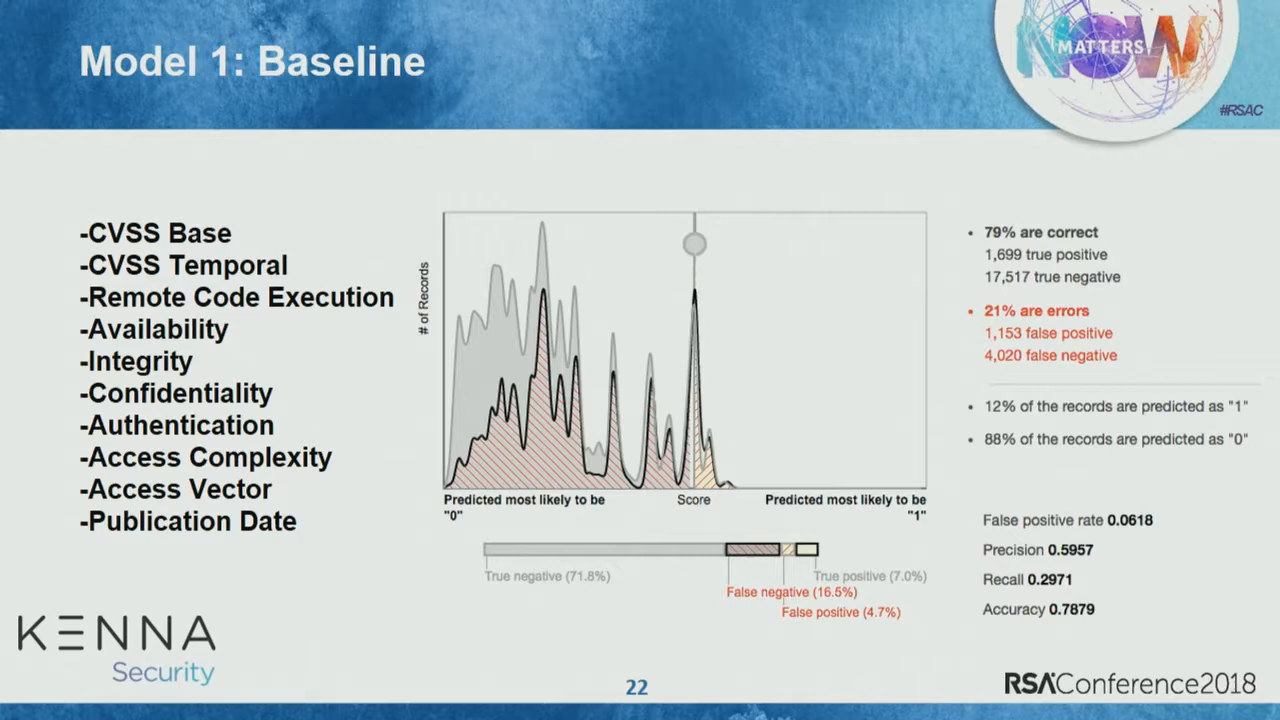 Model 1: Baseline
NOW
MATTERS
#RSAC
-CVSS Base
-CVSS Temporal
-Remote Code Execution
-Availability
-Integrity
-Confidentiality
-Authentication
-Access Complexity
-Access Vector
-Publication Date
# of Records
Predicted most likely to be
"0"
Score
Predicted most likely to be
"1"
True negative (71.8%)
True positive (7.0%)
False negative (16.5%)
False positive (4.7%)
• 79% are correct
1,699 true positive
17,517 true negative
• 21% are errors
1,153 false positive
4,020 false negative
• 12% of the records are predicted as "1"
• 88% of the records are predicted as "0"
False positive rate 0.0618
Precision 0.5957
Recall 0.2971
Accuracy 0.7879
KENNA
Security
22
RSAConference2018